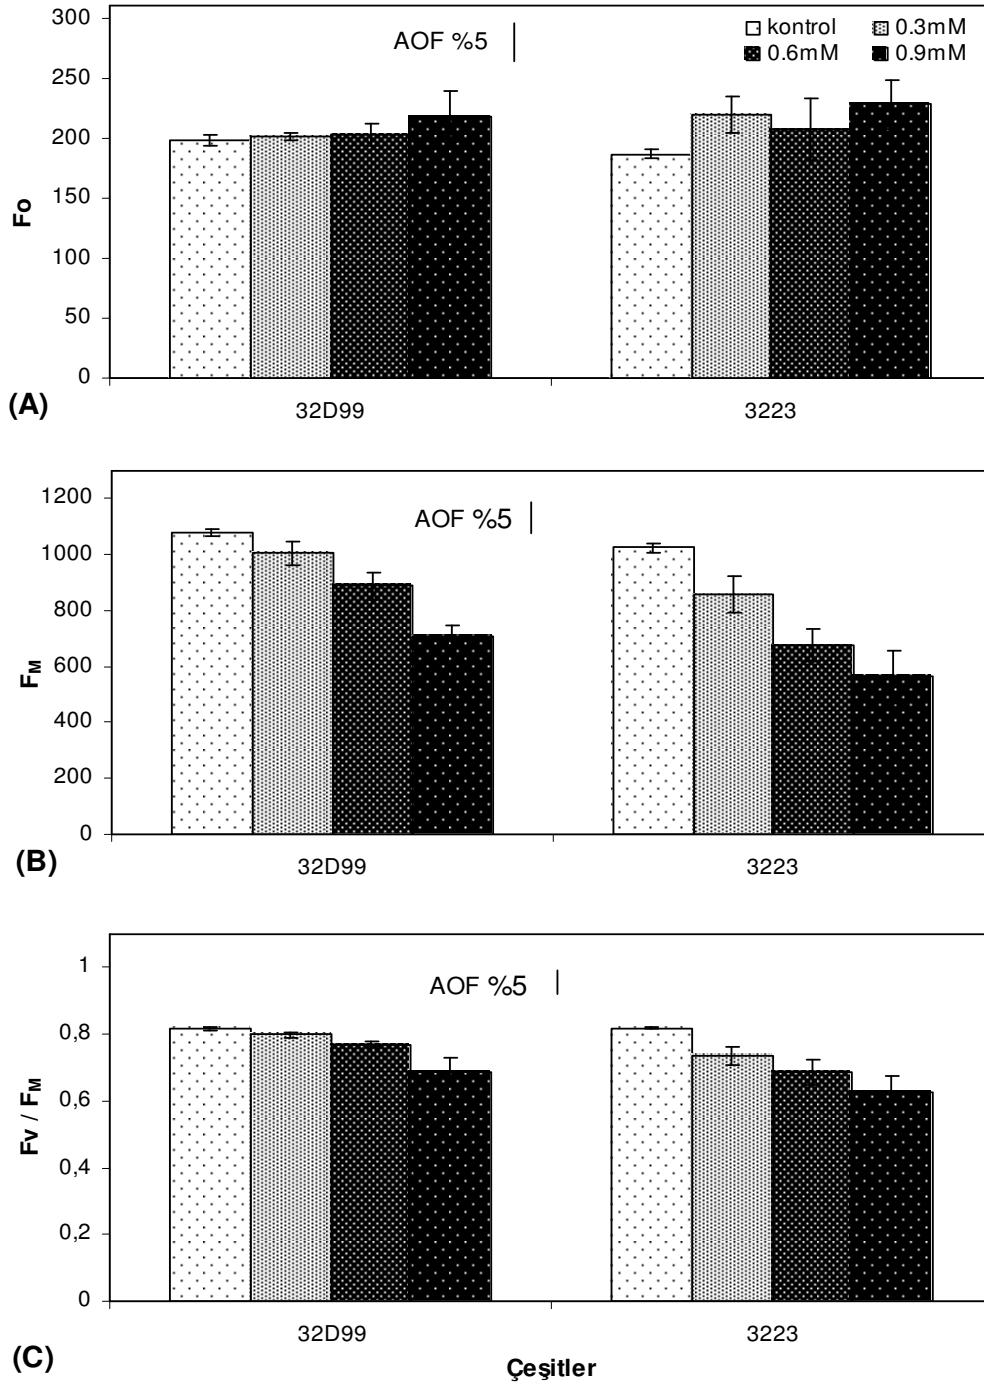 300
AOF %5
kontrol 0.3mM
0.6mM 0.9mM
250
200
150
100
50
0
Fo
(A)
32D99 3223
1200
AOF %5
1000
800
600
400
200
0
FM
(B)
32D99 3223
1
AOF %5
0,8
0,6
0,4
0,2
0
Fv / FM
32D99 3223
(C)
Çeşitler